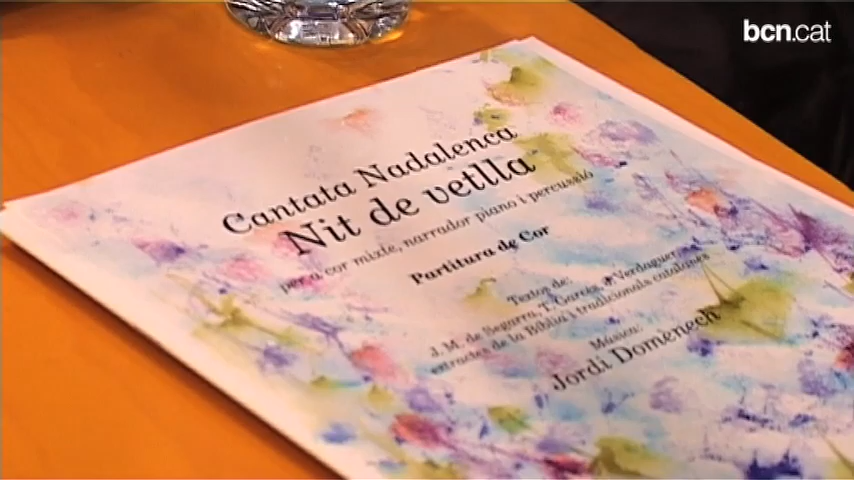 bcn.cat
Cantata Nadalenca
Nit de vetlla
per a cor mixte, narrador piano i percussió
Partitura de Cor
Textos de:
J. M. de Segarra, T. Garcés, J. Verdaguer
extractes de la Bíblia i tradicionals catalanes
Música:
Jordi Domènech